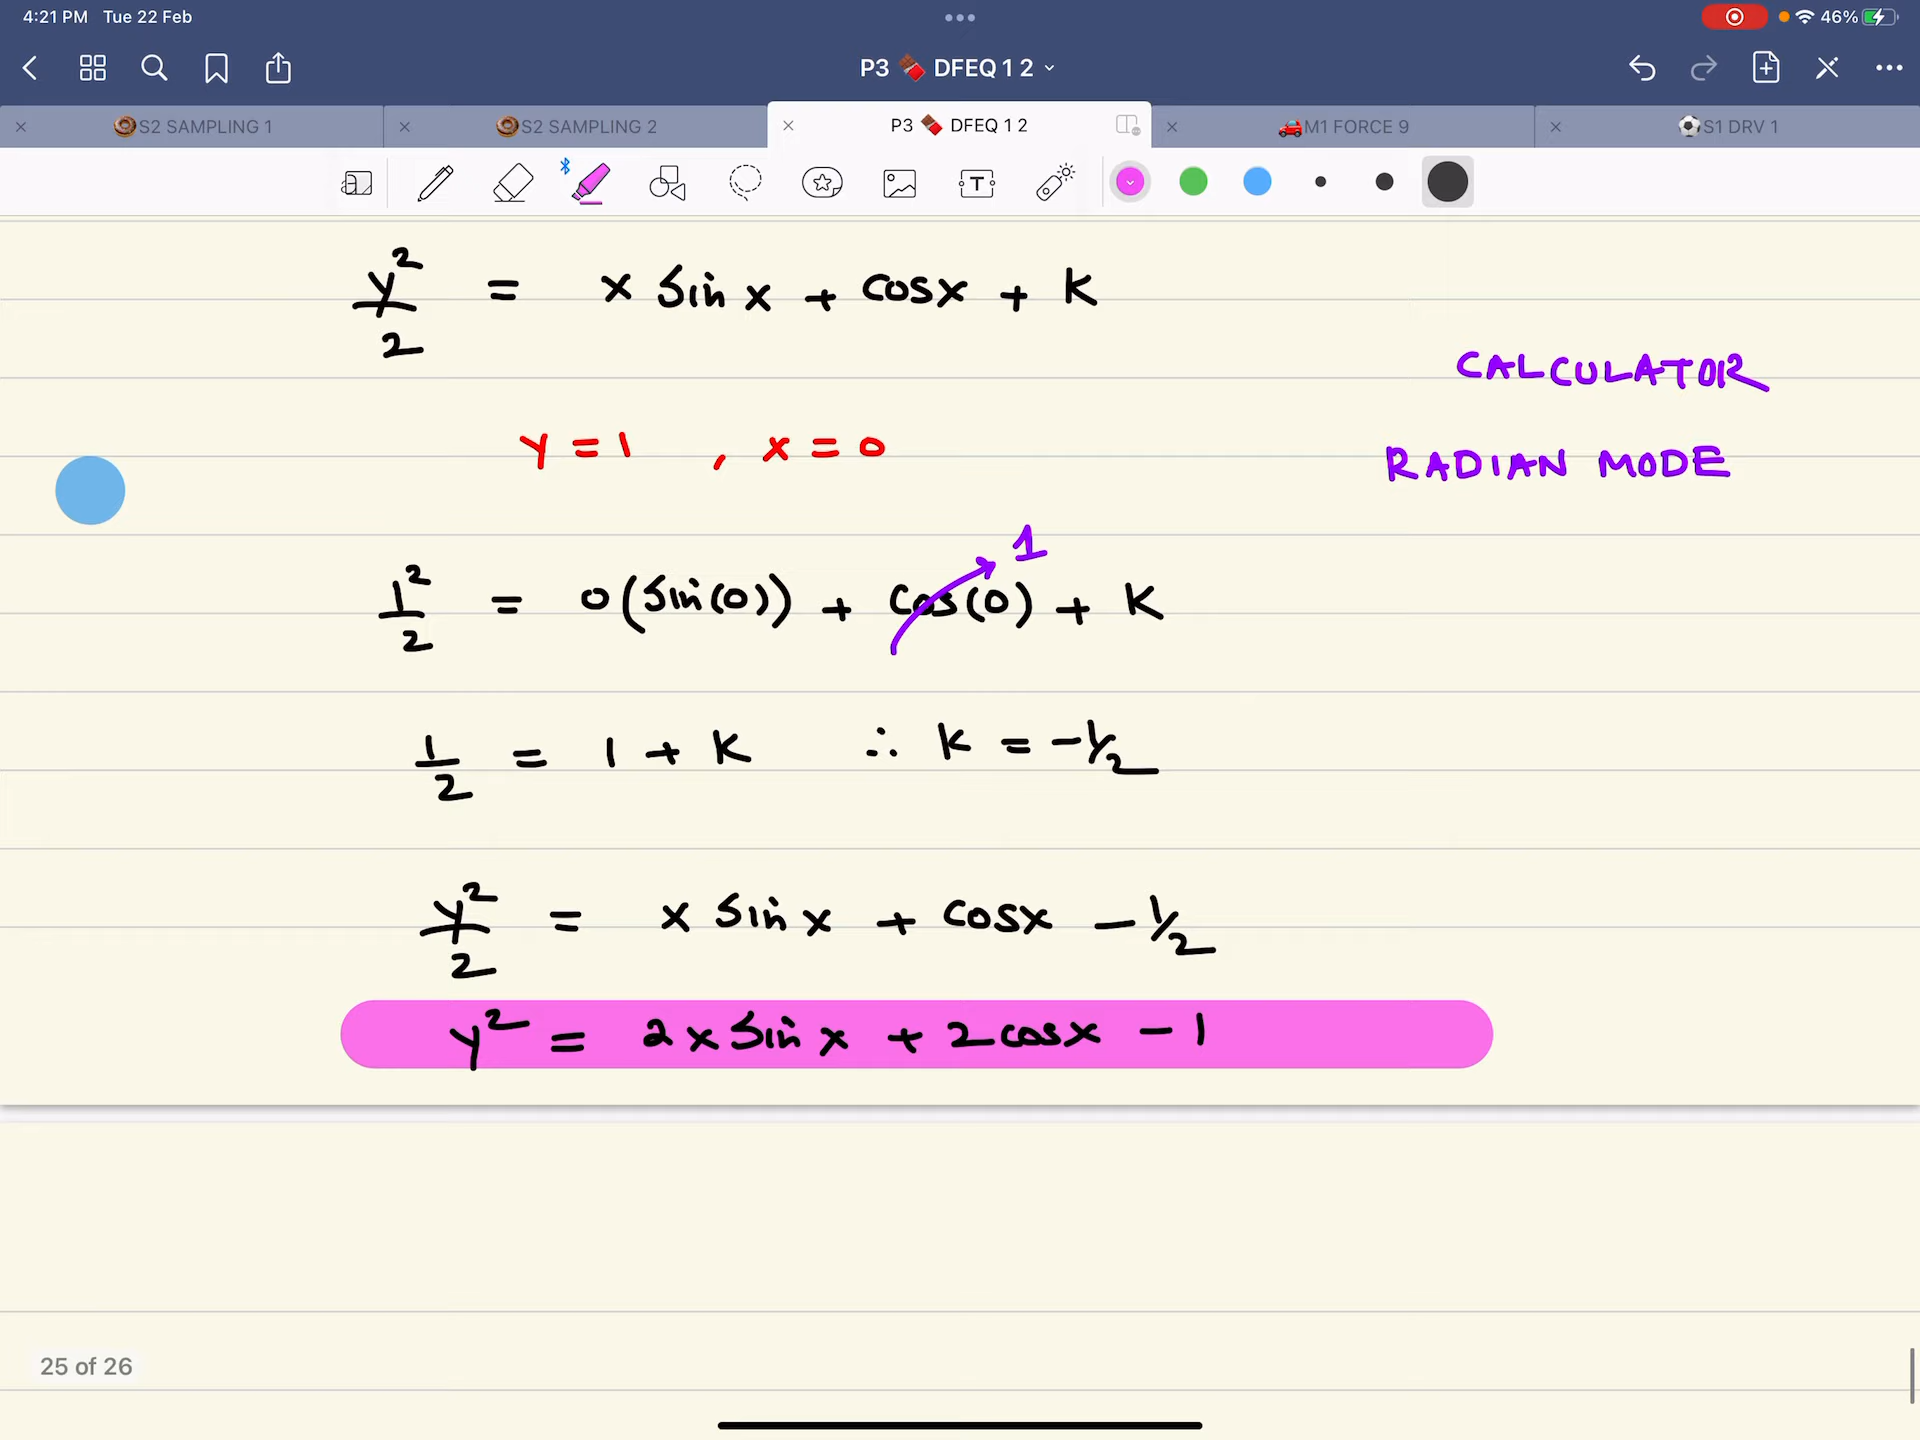 4:21 PM Tue 22 Feb
46%
P3 🍫 DFEQ 1 2
S2 SAMPLING 1
S2 SAMPLING 2
P3 🍫 DFEQ 1 2
M1 FORCE 9
S1 DRV 1
y²/2 = x sin x + cos x + K
CALCULATOR
y = 1 , x = 0
RADIAN MODE
1
1²/2 = 0(sin(0)) + cos(0) + K
1/2 = 1 + K ∴ K = -1/2
y²/2 = x sin x + cos x - 1/2
y² = 2x sin x + 2cos x - 1
25 of 26